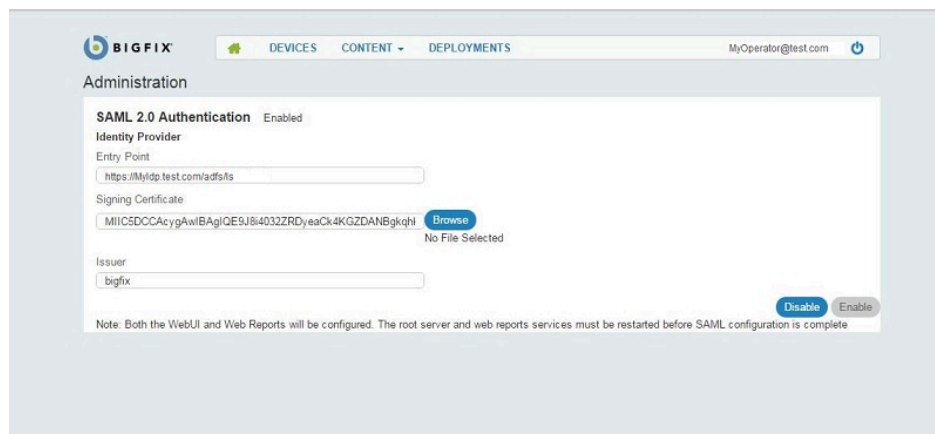 BIGFIX DEVICES CONTENT DEPLOYMENTS MyOperator@test.com
Administration
SAML 2.0 Authentication Enabled
Identity Provider
Entry Point
https://MyIdp.test.com/adfs/ls
Signing Certificate
MIIC5DCCAcygAwIBAgIQE9J8i4032ZRDyeaCk4KGZDANBgkqhl Browse
No File Selected
Issuer
bigfix
Disable Enable
Note: Both the WebUI and Web Reports will be configured. The root server and web reports services must be restarted before SAML configuration is complete